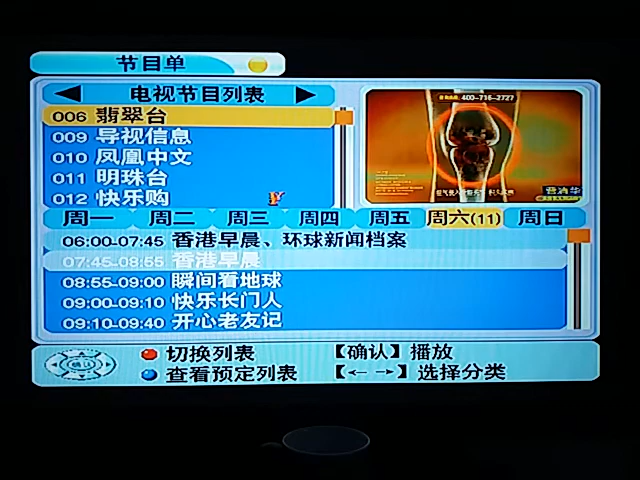 节目单
电视节目列表
006 翡翠台
009 导视信息
010 凤凰中文
011 明珠台
012 快乐购
400-716-2727
周一 周二 周三 周四 周五 周六(11) 周日
06:00-07:45 香港早晨、环球新闻档案
07:45-08:55 香港早晨
08:55-09:00 瞬间看地球
09:00-09:10 快乐长门人
09:10-09:40 开心老友记
切换列表 【确认】播放
确认
查看预定列表 【←- -→】选择分类